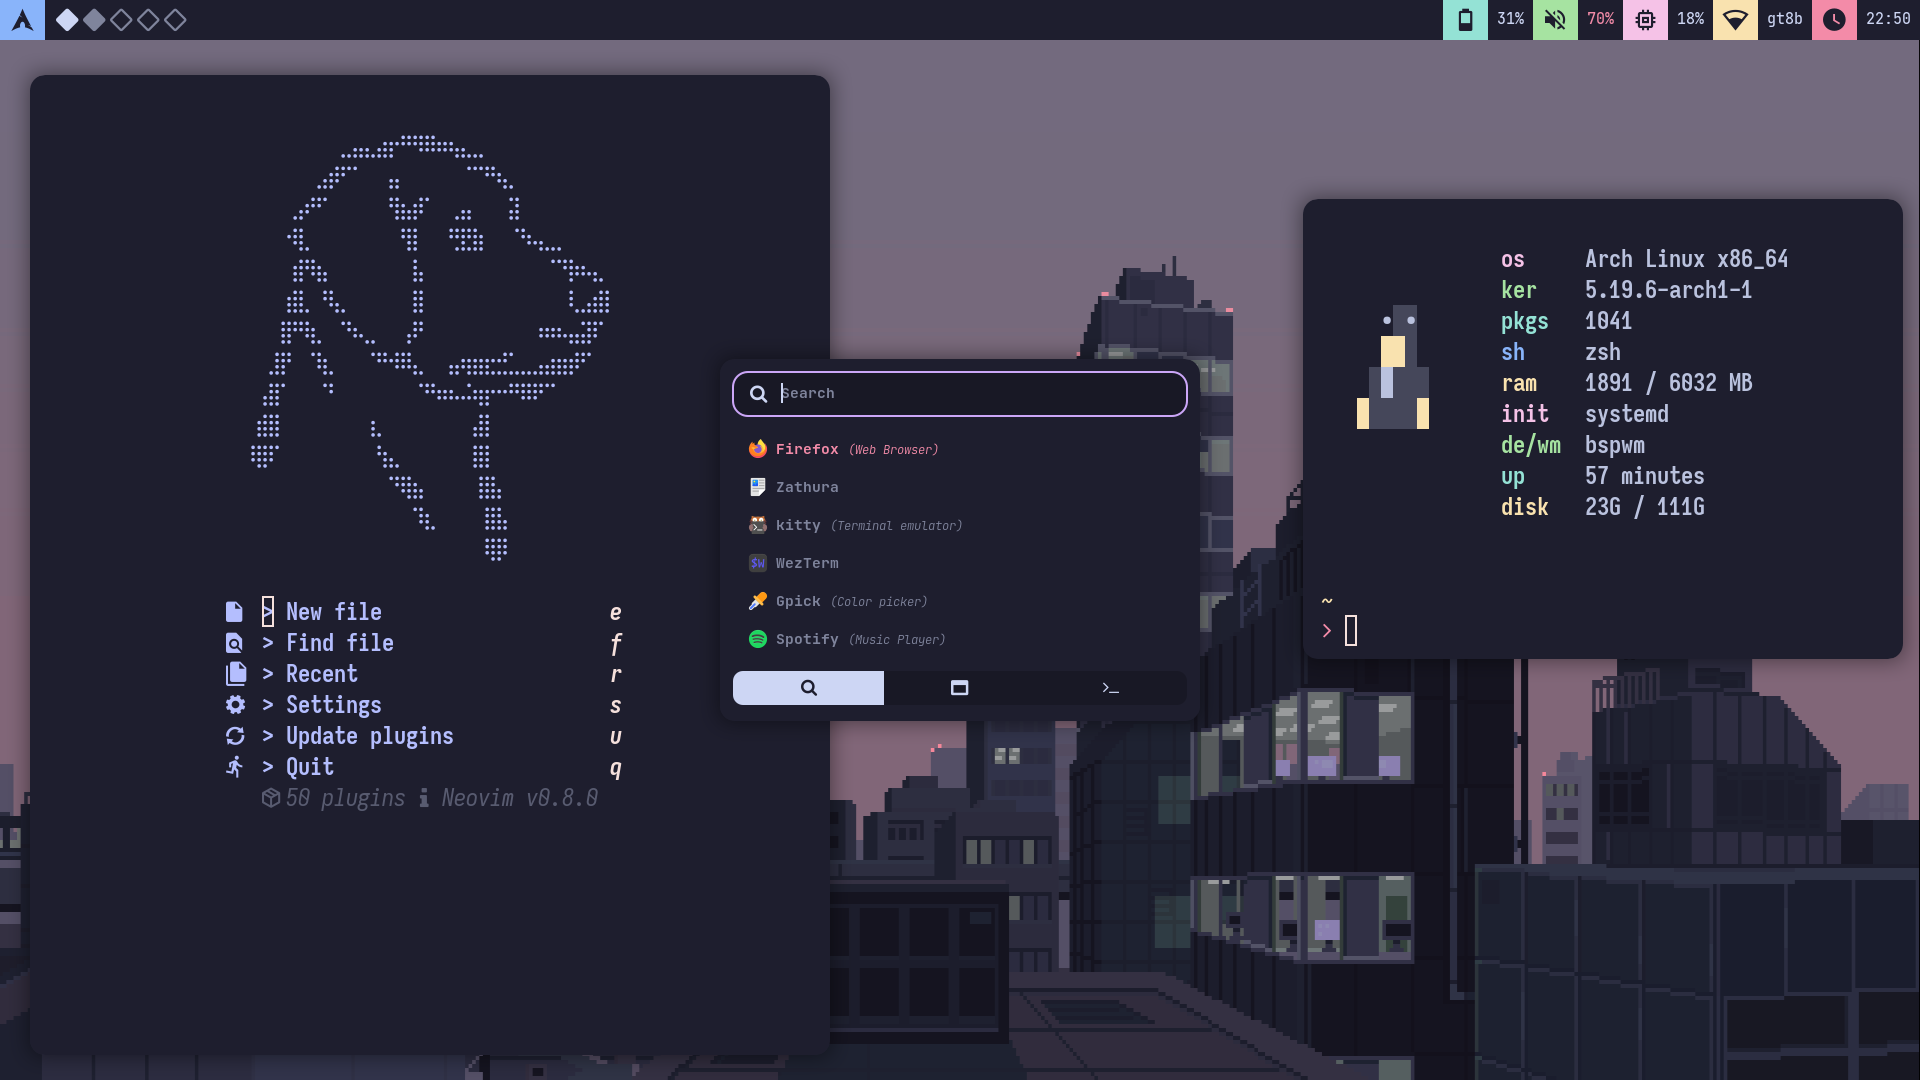 31% 70% 18% gt8b 22:50
> New file e
> Find file f
> Recent r
> Settings s
> Update plugins u
> Quit q
50 plugins Neovim v0.8.0
Search
Firefox (Web Browser)
Zathura
kitty (Terminal emulator)
$W WezTerm
Gpick (Color picker)
Spotify (Music Player)
>_
os Arch Linux x86_64
ker 5.19.6-arch1-1
pkgs 1041
sh zsh
ram 1891 / 6032 MB
init systemd
de/wm bspwm
up 57 minutes
disk 23G / 111G
~
>